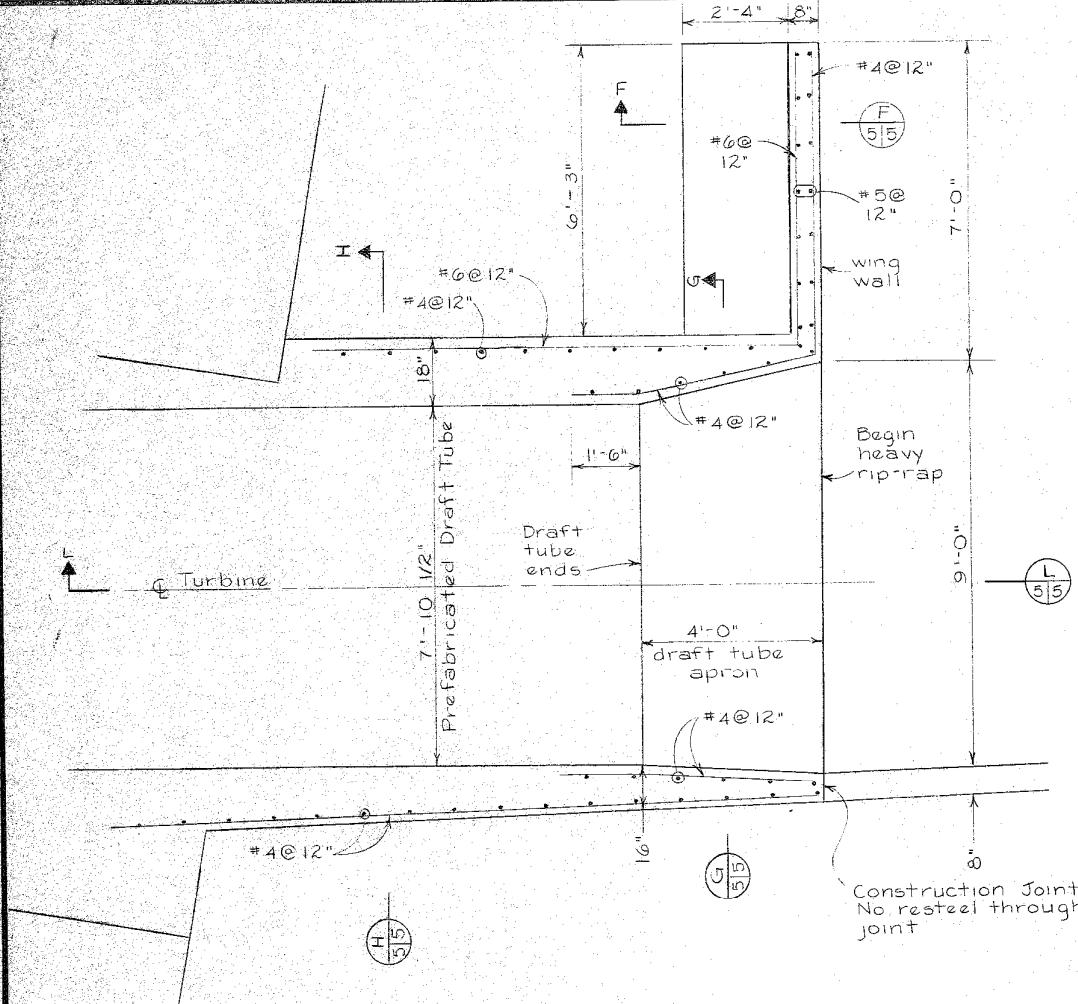 2'-4"
8"
#4@12"
F
F
5 5
#6@
12"
6'-3"
#5@
12"
7'-0"
H
G
wing
wall
#6@12"
#4@12"
18"
#4@12"
1'-6"
Begin
heavy
rip-rap
7'-10 1/2"
Prefabricated Draft Tube
Draft
tube
ends
9'-0"
L
℄ Turbine
L
5 5
4'-0"
draft tube
apron
#4@12"
#4@12"
16"
G
5 5
8"
Construction Joint
No resteel through
joint
H
5 5